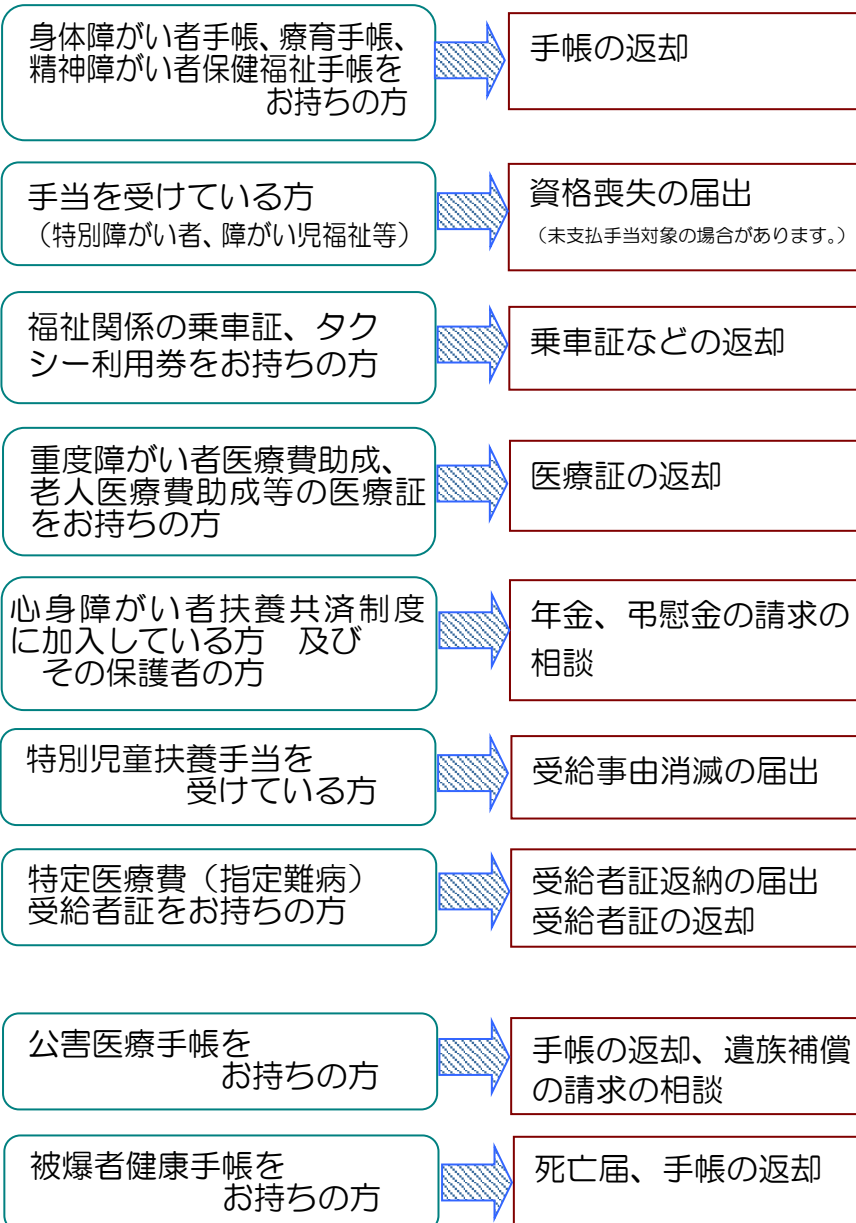 身体障がい者手帳、療育手帳、
精神障がい者保健福祉手帳を
お持ちの方
手帳の返却
手当を受けている方
（特別障がい者、障がい児福祉等）
資格喪失の届出
（未支払手当対象の場合があります。）
福祉関係の乗車証、タク
シー利用券をお持ちの方
乗車証などの返却
重度障がい者医療費助成、
老人医療費助成等の医療証
をお持ちの方
医療証の返却
心身障がい者扶養共済制度
に加入している方　及び
その保護者の方
年金、弔慰金の請求の
相談
特別児童扶養手当を
受けている方
受給事由消滅の届出
特定医療費（指定難病）
受給者証をお持ちの方
受給者証返納の届出
受給者証の返却
公害医療手帳を
お持ちの方
手帳の返却、遺族補償
の請求の相談
被爆者健康手帳を
お持ちの方
死亡届、手帳の返却